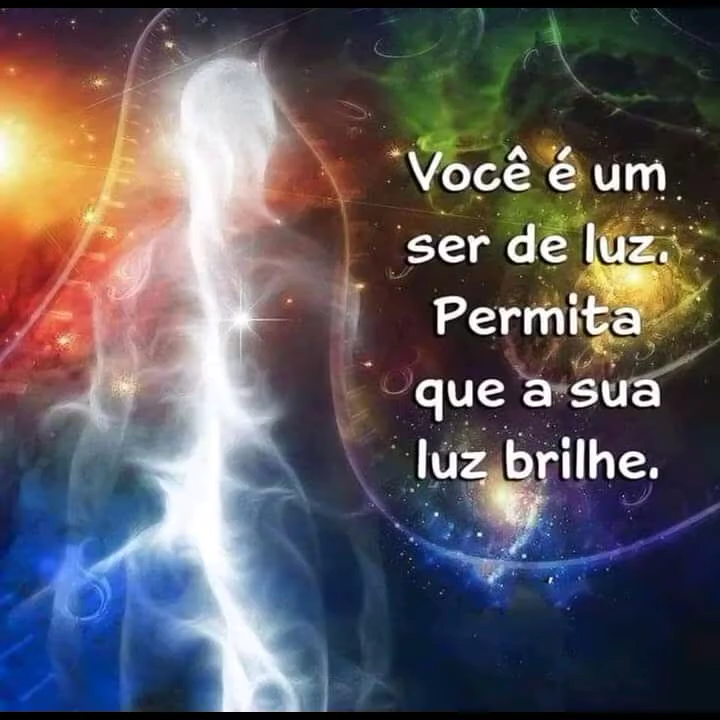 Você é um
ser de luz.
Permita
que a sua
luz brilhe.